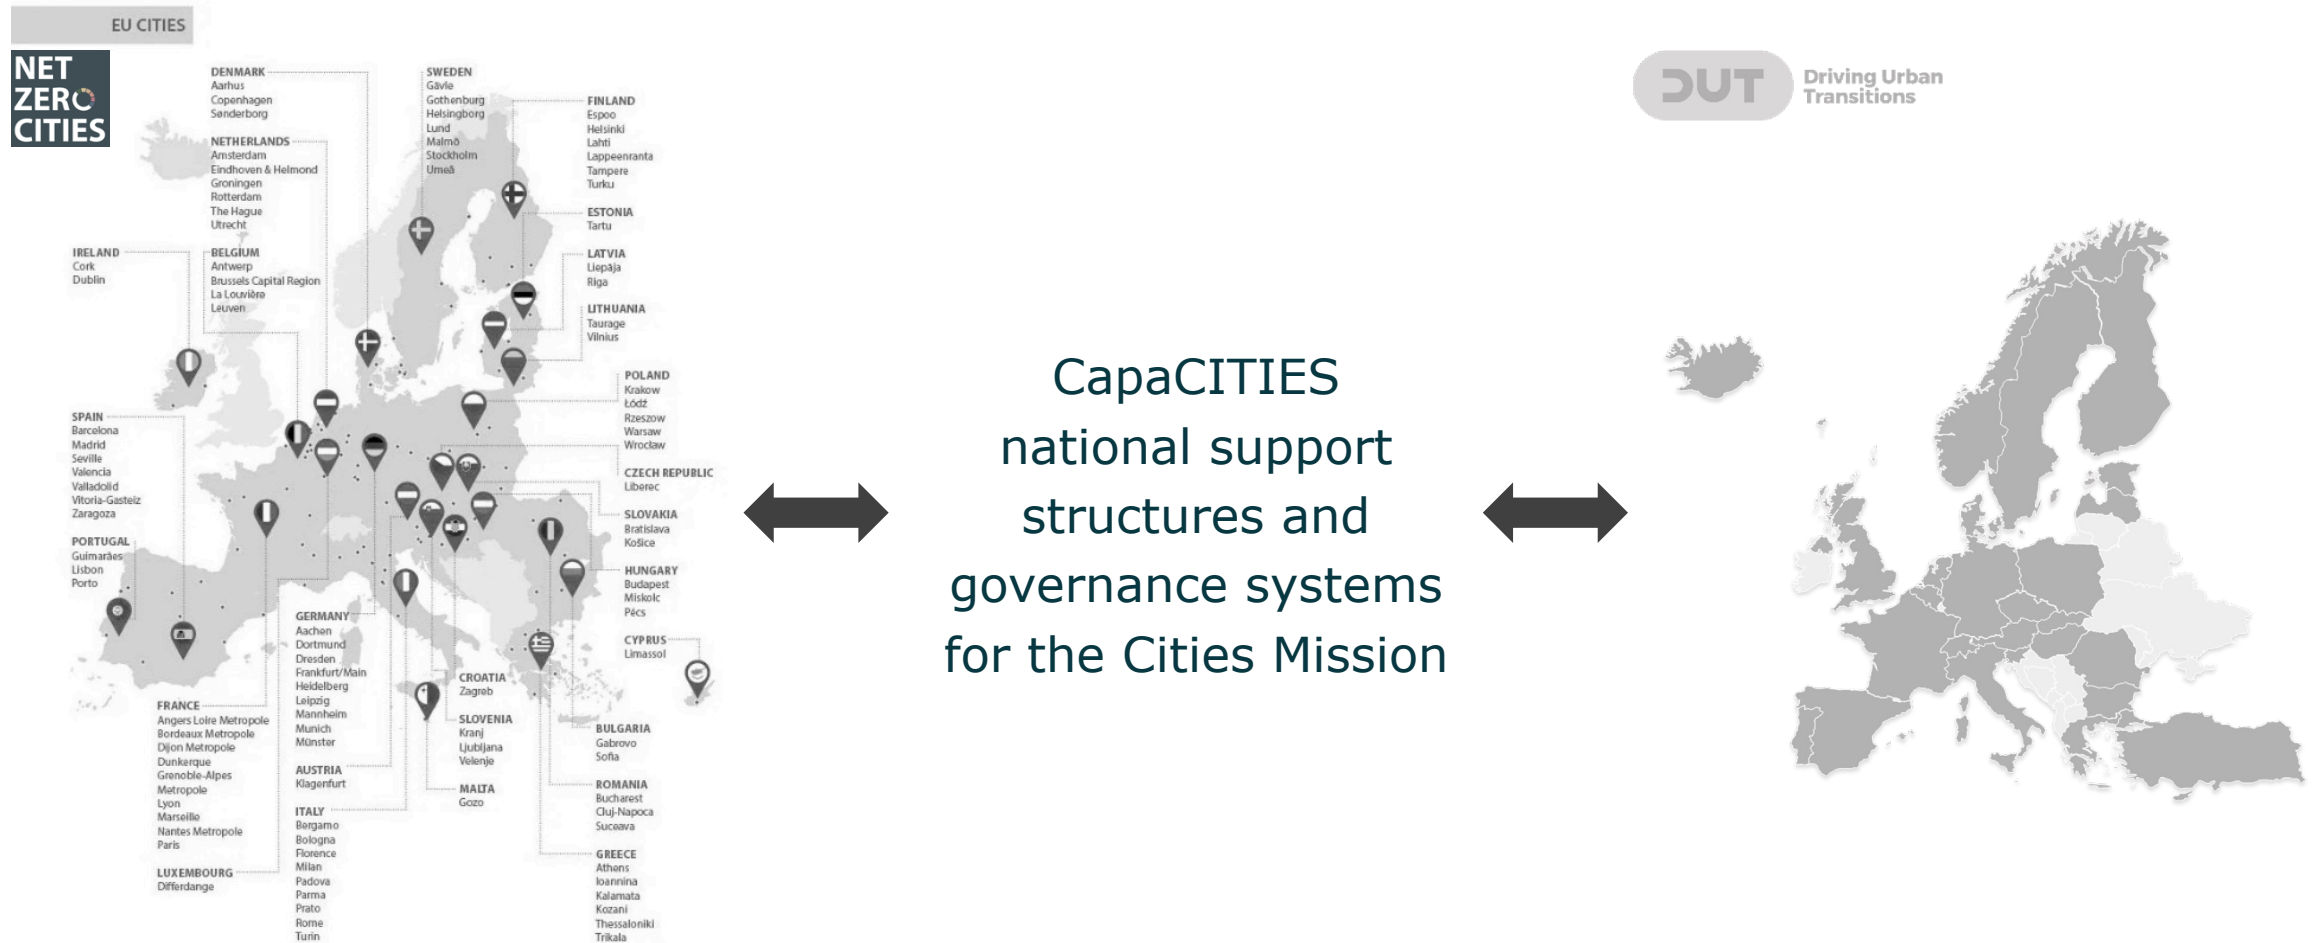 EU CITIES
NET
ZERO
CITIES
DENMARK
Aarhus
Copenhagen
Sønderborg
NETHERLANDS
Amsterdam
Eindhoven & Helmond
Groningen
Rotterdam
The Hague
Utrecht
IRELAND
Cork
Dublin
BELGIUM
Antwerp
Brussels Capital Region
La Louvière
Leuven
SWEDEN
Gävle
Gothenburg
Helsingborg
Lund
Malmö
Stockholm
Umeå
FINLAND
Espoo
Helsinki
Lahti
Lappeenranta
Tampere
Turku
ESTONIA
Tartu
LATVIA
Liepāja
Riga
LITHUANIA
Taurage
Vilnius
POLAND
Krakow
Łódź
Rzeszow
Warsaw
Wrocław
CZECH REPUBLIC
Liberec
SLOVAKIA
Bratislava
Košice
HUNGARY
Budapest
Miskolc
Pécs
CYPRUS
Limassol
SPAIN
Barcelona
Madrid
Seville
Valencia
Valladolid
Vitoria-Gasteiz
Zaragoza
PORTUGAL
Guimarães
Lisbon
Porto
FRANCE
Angers Loire Metropole
Bordeaux Metropole
Dijon Metropole
Dunkerque
Grenoble-Alpes
Metropole
Lyon
Marseille
Nantes Metropole
Paris
LUXEMBOURG
Differdange
GERMANY
Aachen
Dortmund
Dresden
Frankfurt/Main
Heidelberg
Leipzig
Mannheim
Munich
Münster
AUSTRIA
Klagenfurt
ITALY
Bergamo
Bologna
Florence
Milan
Padova
Parma
Prato
Rome
Turin
CROATIA
Zagreb
SLOVENIA
Kranj
Ljubljana
Velenje
MALTA
Gozo
BULGARIA
Gabrovo
Sofia
ROMANIA
Bucharest
Cluj-Napoca
Suceava
GREECE
Athens
Ioannina
Kalamata
Kozani
Thessaloniki
Trikala
CapaCITIES
national support
structures and
governance systems
for the Cities Mission
DUT
Driving Urban
Transitions